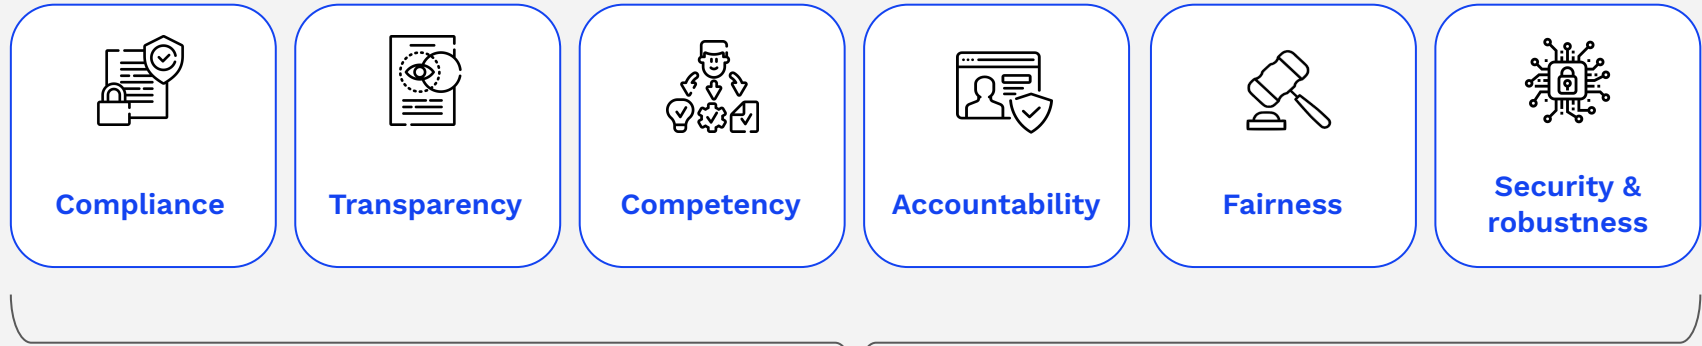 Compliance
Transparency
Competency
Accountability
Fairness
Security &
robustness